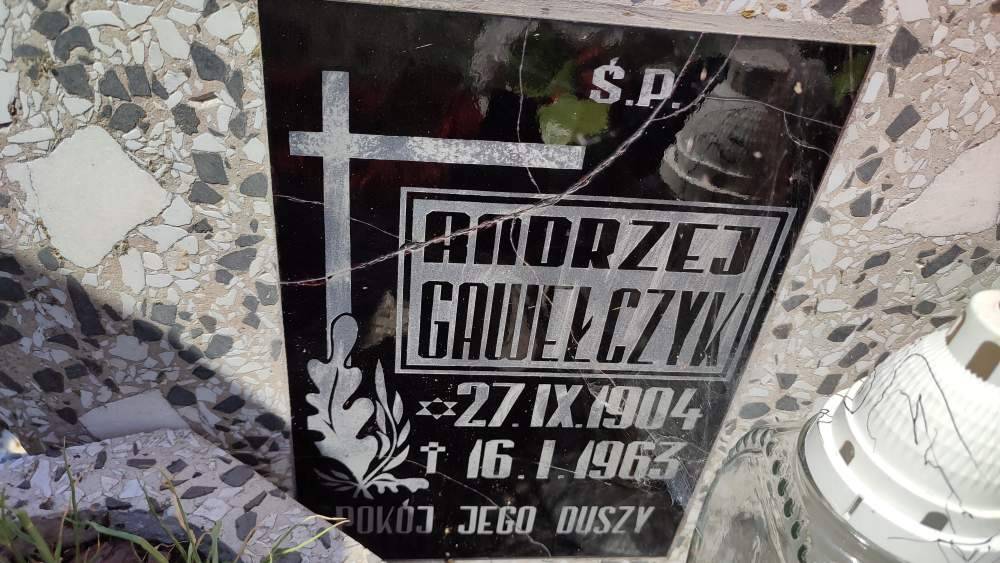 Ś.P.
ANDRZEJ
GAWEŁCZYK
27.IX.1904
16.I.1963
POKÓJ JEGO DUSZY